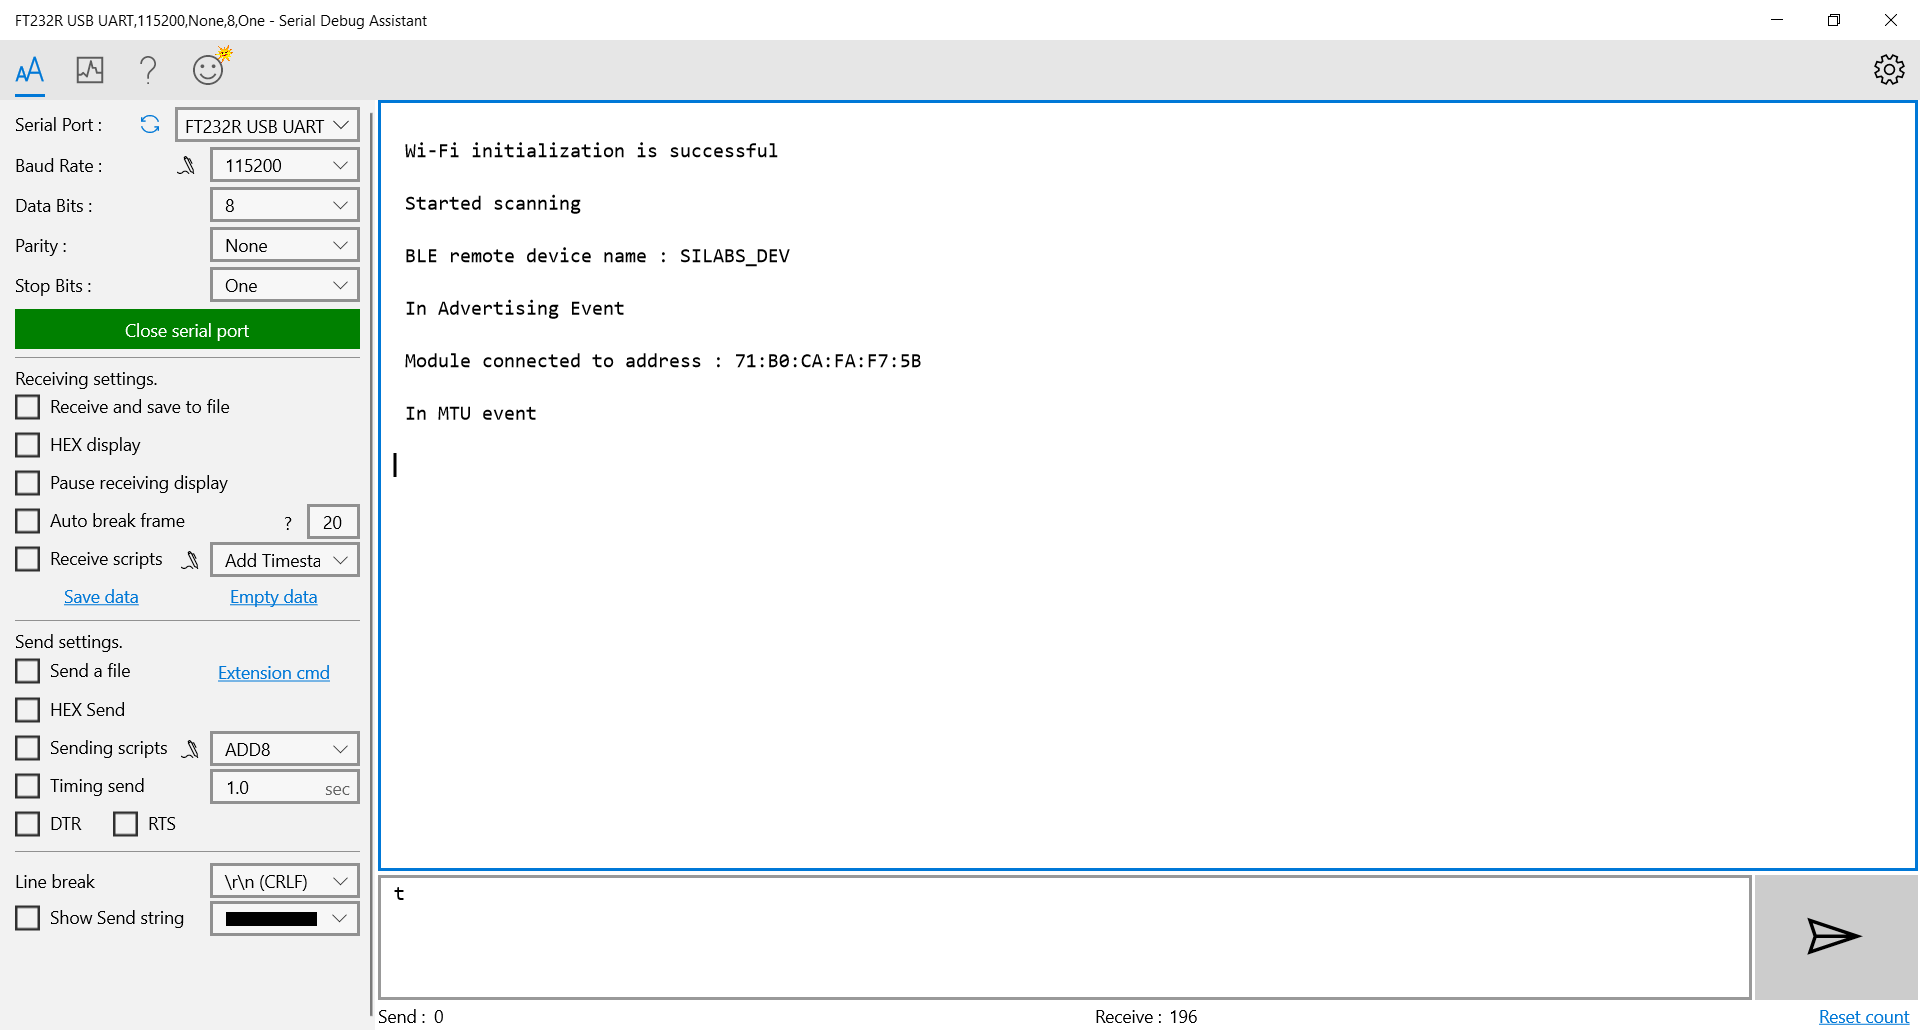 FT232R USB UART,115200,None,8,One - Serial Debug Assistant
AA
?
Serial Port :
FT232R USB UART
Baud Rate :
115200
Data Bits :
8
Parity :
None
Stop Bits :
One
Close serial port
Receiving settings.
Receive and save to file
HEX display
Pause receiving display
Auto break frame ? 20
Receive scripts
Add Timesta
Save data
Empty data
Send settings.
Send a file
Extension cmd
HEX Send
Sending scripts
ADD8
Timing send
1.0 sec
DTR
RTS
Line break
\r\n (CRLF)
Show Send string
Wi-Fi initialization is successful
Started scanning
BLE remote device name : SILABS_DEV
In Advertising Event
Module connected to address : 71:B0:CA:FA:F7:5B
In MTU event
t
Send : 0
Receive : 196
Reset count